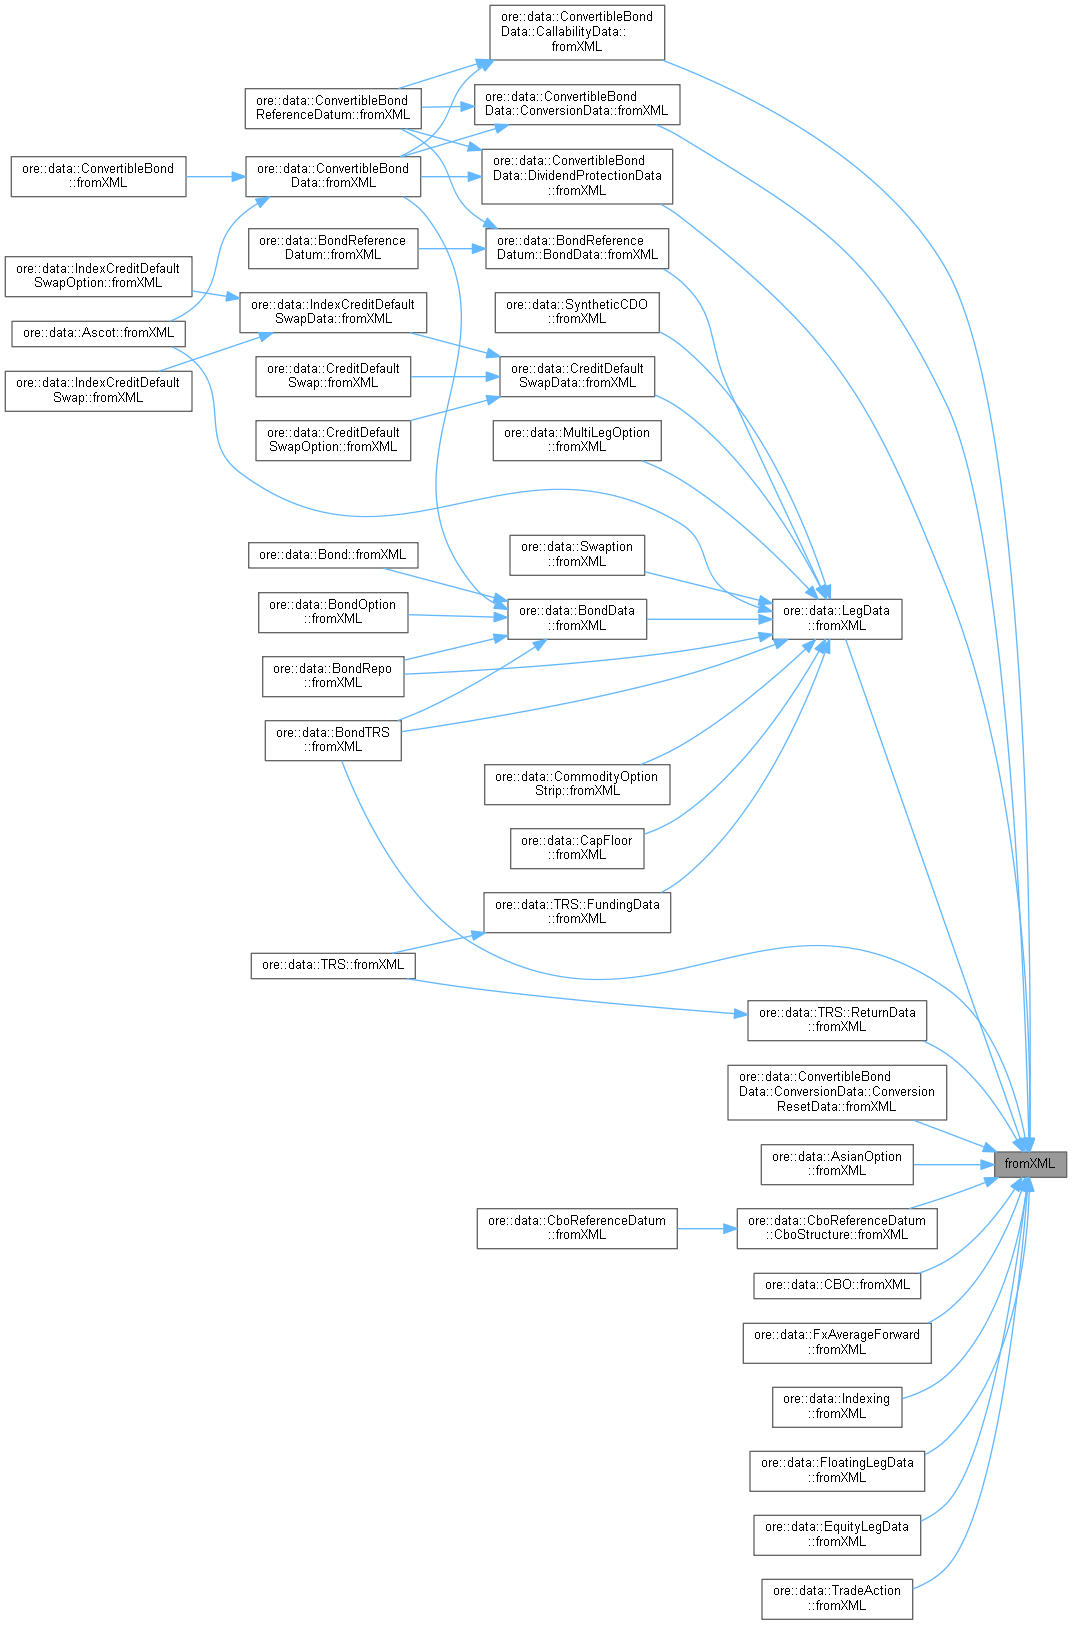 ore::data::ConvertibleBond
Data::CallabilityData::
fromXML
ore::data::ConvertibleBond
ReferenceDatum::fromXML
ore::data::ConvertibleBond
Data::ConversionData::fromXML
ore::data::ConvertibleBond
::fromXML
ore::data::ConvertibleBond
Data::fromXML
ore::data::ConvertibleBond
Data::DividendProtectionData
::fromXML
ore::data::BondReference
Datum::fromXML
ore::data::BondReference
Datum::BondData::fromXML
ore::data::IndexCreditDefault
SwapOption::fromXML
ore::data::IndexCreditDefault
SwapData::fromXML
ore::data::SyntheticCDO
::fromXML
ore::data::Ascot::fromXML
ore::data::IndexCreditDefault
Swap::fromXML
ore::data::CreditDefault
Swap::fromXML
ore::data::CreditDefault
SwapData::fromXML
ore::data::CreditDefault
SwapOption::fromXML
ore::data::MultiLegOption
::fromXML
ore::data::Swaption
::fromXML
ore::data::Bond::fromXML
ore::data::BondOption
::fromXML
ore::data::BondData
::fromXML
ore::data::LegData
::fromXML
ore::data::BondRepo
::fromXML
ore::data::BondTRS
::fromXML
ore::data::CommodityOption
Strip::fromXML
ore::data::CapFloor
::fromXML
ore::data::TRS::FundingData
::fromXML
ore::data::TRS::fromXML
ore::data::TRS::ReturnData
::fromXML
ore::data::ConvertibleBond
Data::ConversionData::Conversion
ResetData::fromXML
ore::data::AsianOption
::fromXML
fromXML
ore::data::CboReferenceDatum
::fromXML
ore::data::CboReferenceDatum
::CboStructure::fromXML
ore::data::CBO::fromXML
ore::data::FxAverageForward
::fromXML
ore::data::Indexing
::fromXML
ore::data::FloatingLegData
::fromXML
ore::data::EquityLegData
::fromXML
ore::data::TradeAction
::fromXML